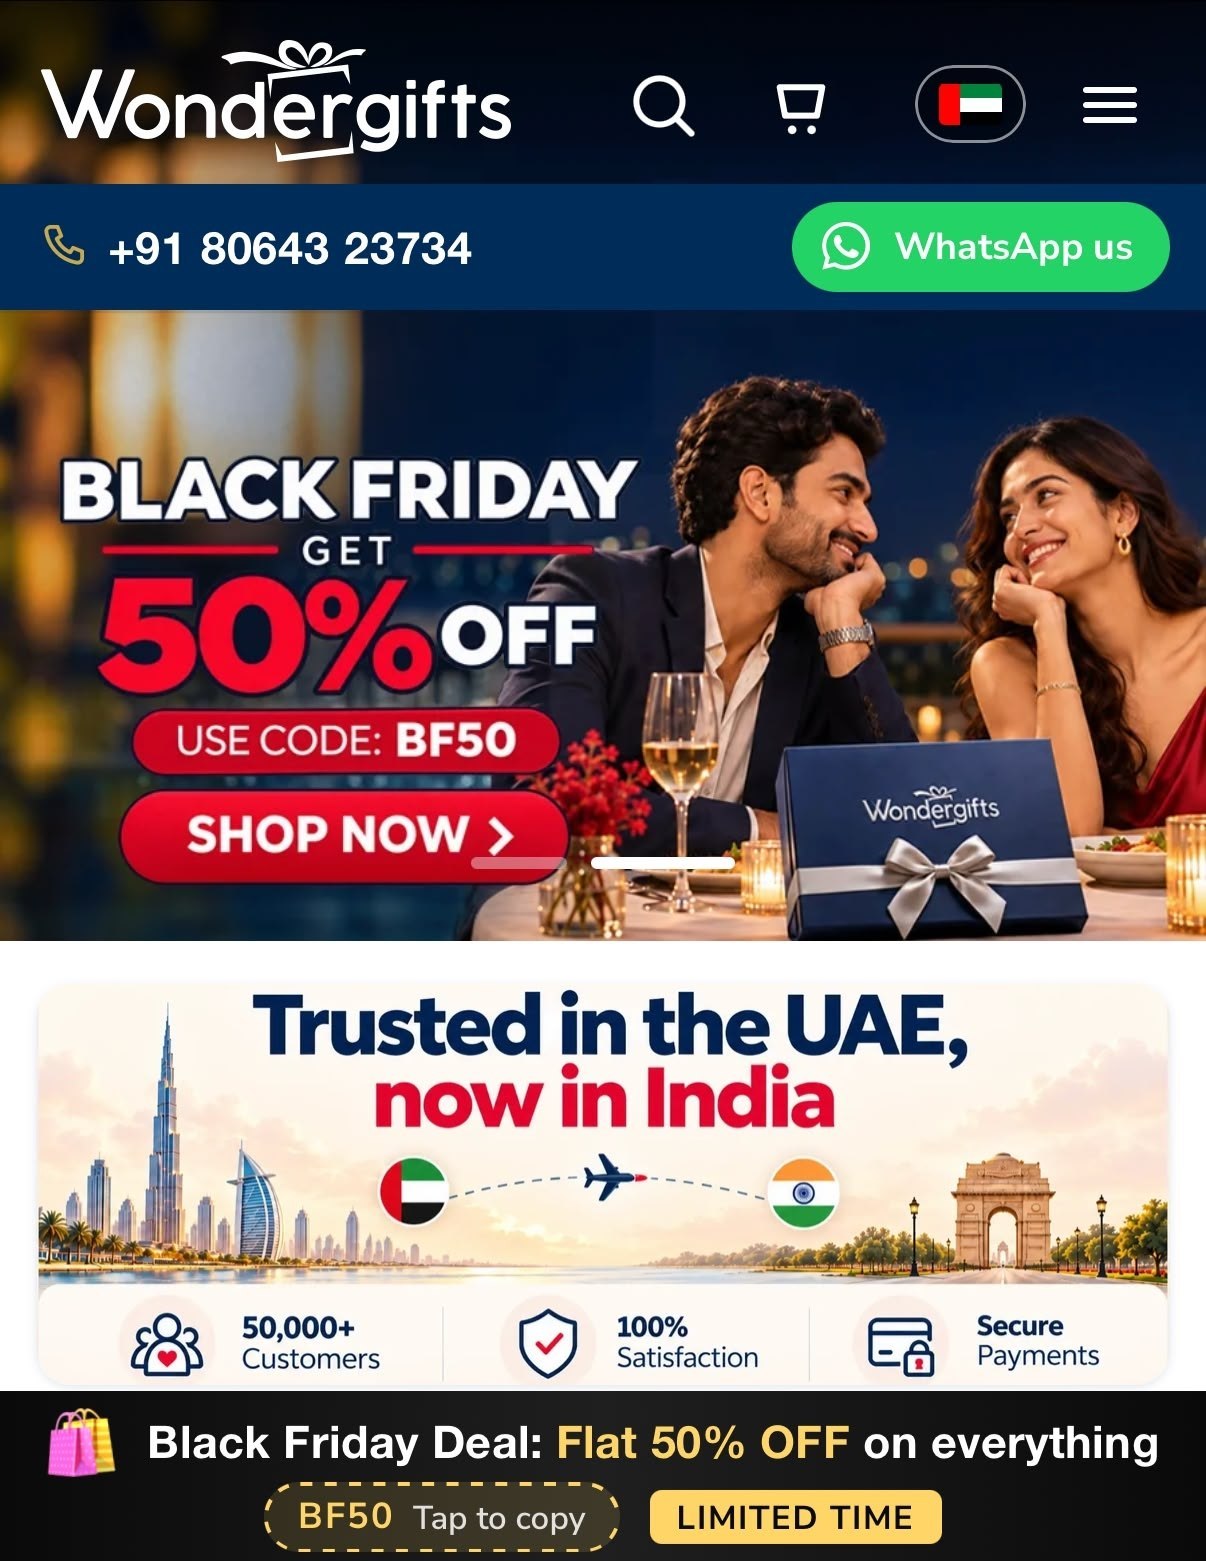 Wondergifts
+91 80643 23734
WhatsApp us
BLACK FRIDAY
GET
50% OFF
USE CODE: BF50
SHOP NOW
Wondergifts
Trusted in the UAE,
now in India
50,000+
Customers
100%
Satisfaction
Secure
Payments
Black Friday Deal: Flat 50% OFF on everything
BF50 Tap to copy
LIMITED TIME